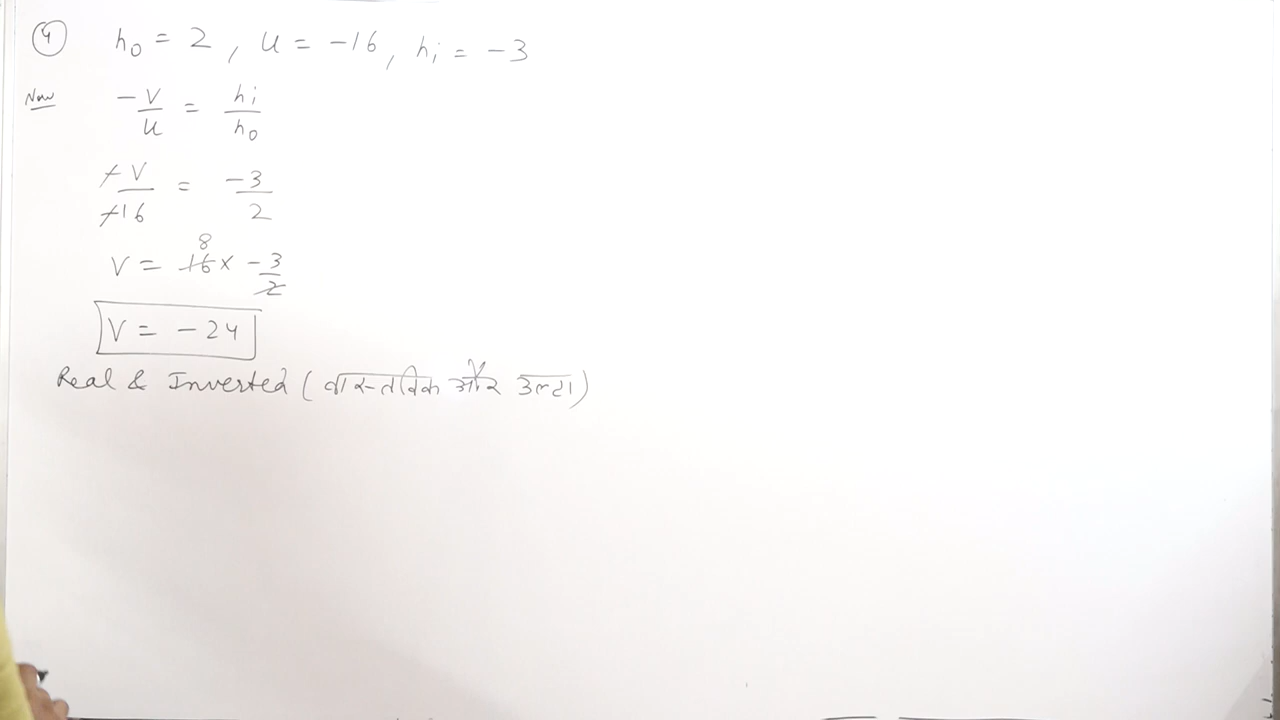 ④ h₀ = 2 , u = -16 , hᵢ = -3
Now -v/u = hi/h₀
-v/-16 = -3/2
v = 16 8 x -3/2
v = -24
Real & Inverted (वास्तविक और उल्टा)